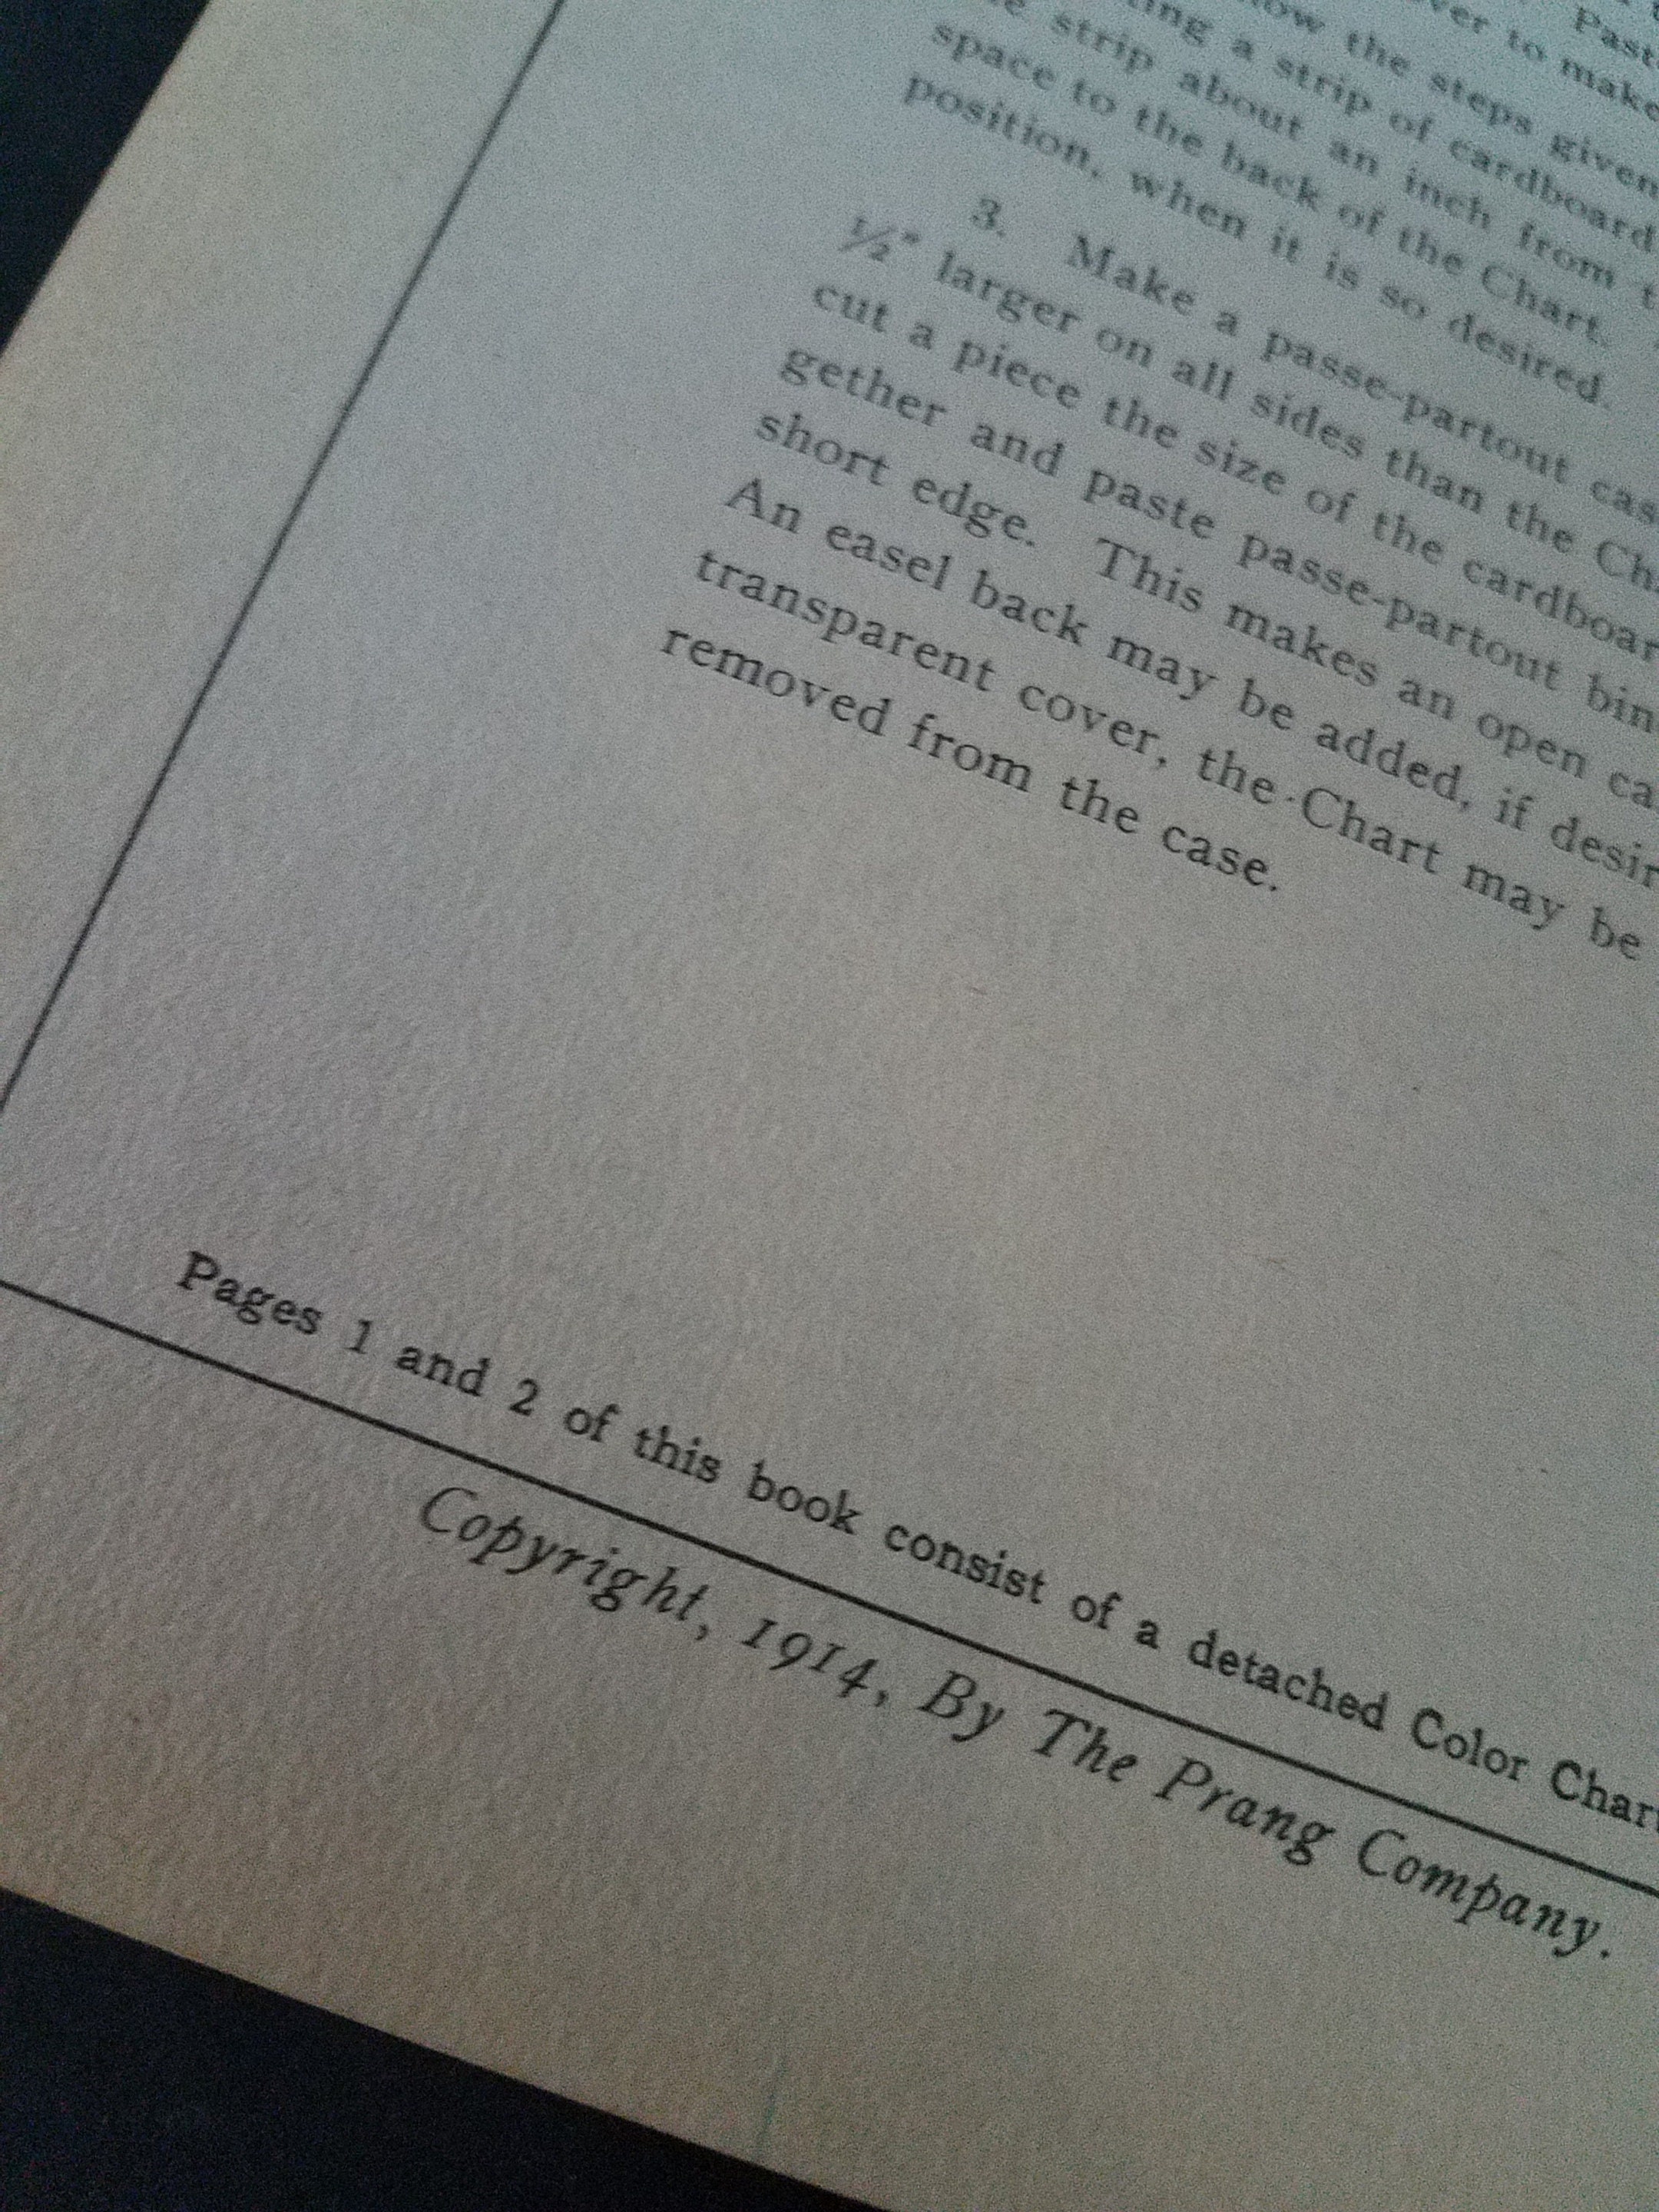 Past
ver to make
ow the steps given
ing a strip of cardboard
strip about an inch from t
space to the back of the Chart.
position, when it is so desired.
3. Make a passe-partout cas
½" larger on all sides than the Cha
cut a piece the size of the cardboar
gether and paste passe-partout bin
short edge. This makes an open ca
An easel back may be added, if desir
transparent cover, the Chart may be
removed from the case.
Pages 1 and 2 of this book consist of a detached Color Chart
Copyright, 1914, By The Prang Company.